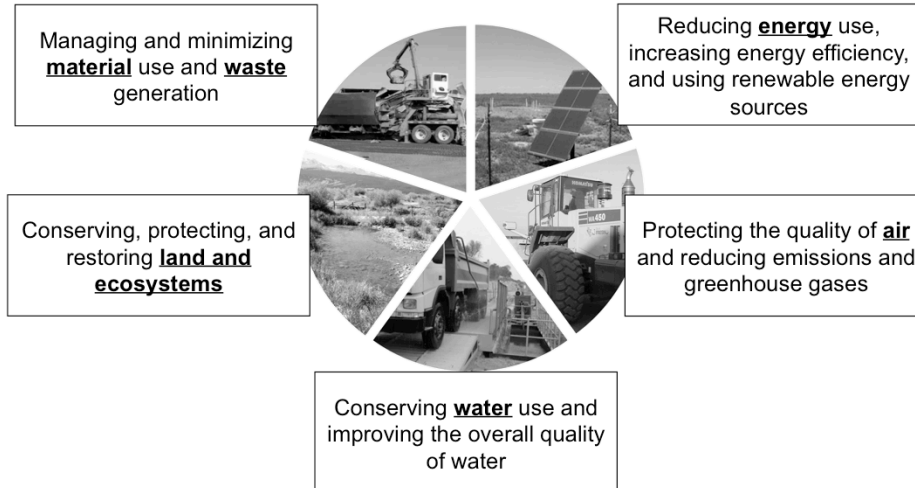 Managing and minimizing
material use and waste
generation
Reducing energy use,
increasing energy efficiency,
and using renewable energy
sources
Conserving, protecting, and
restoring land and
ecosystems
Protecting the quality of air
and reducing emissions and
greenhouse gases
Conserving water use and
improving the overall quality
of water